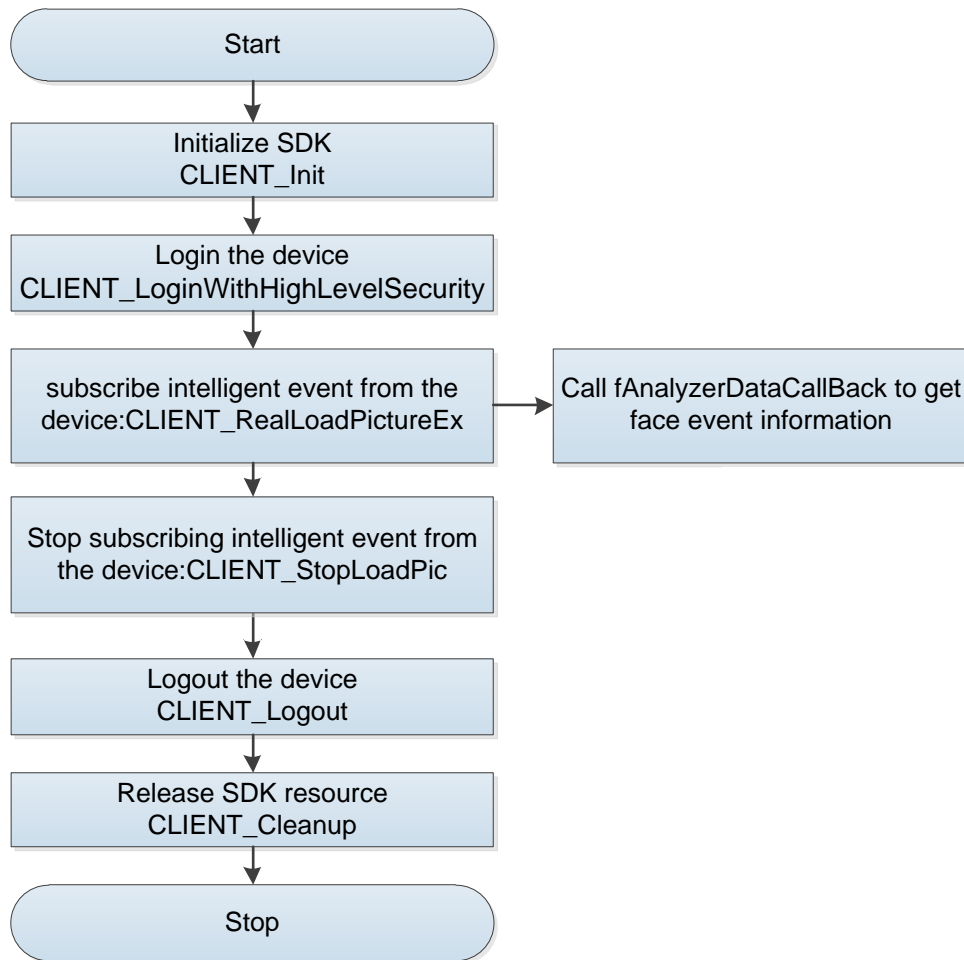 Start
Initialize SDK
CLIENT_Init
Login the device
CLIENT_LoginWithHighLevelSecurity
subscribe intelligent event from the
device:CLIENT_RealLoadPictureEx
Call fAnalyzerDataCallBack to get
face event information
Stop subscribing intelligent event from
the device:CLIENT_StopLoadPic
Logout the device
CLIENT_Logout
Release SDK resource
CLIENT_Cleanup
Stop